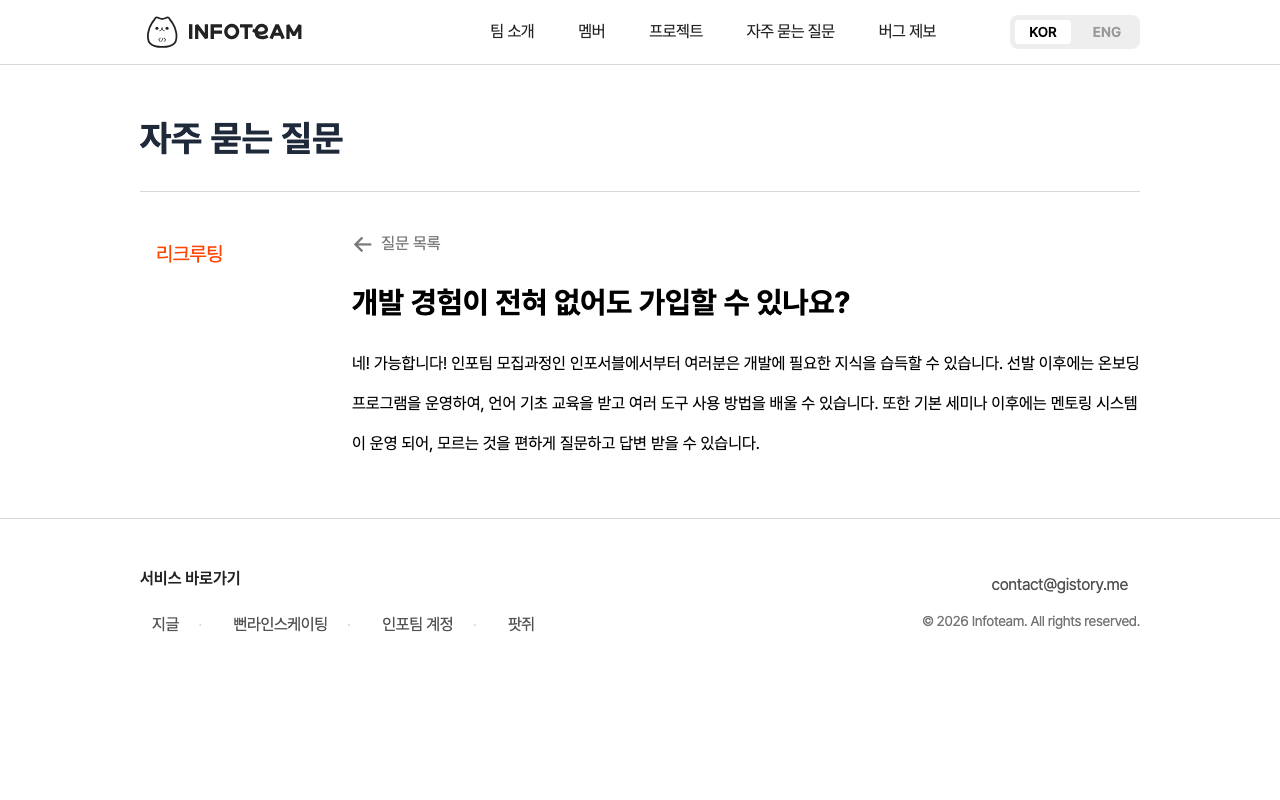 INFOTEAM
팀 소개
멤버
프로젝트
자주 묻는 질문
버그 제보
KOR
ENG
자주 묻는 질문
리크루팅
질문 목록
개발 경험이 전혀 없어도 가입할 수 있나요?
네! 가능합니다! 인포팀 모집과정인 인포서블에서부터 여러분은 개발에 필요한 지식을 습득할 수 있습니다. 선발 이후에는 온보딩
프로그램을 운영하여, 언어 기초 교육을 받고 여러 도구 사용 방법을 배울 수 있습니다. 또한 기본 세미나 이후에는 멘토링 시스템
이 운영 되어, 모르는 것을 편하게 질문하고 답변 받을 수 있습니다.
서비스 바로가기
지글 · 뻔라인스케이팅 · 인포팀 계정 · 팟쥐
contact@gistory.me
© 2026 Infoteam. All rights reserved.